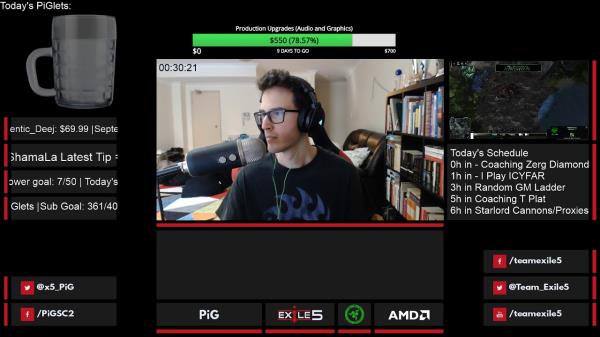 Today's PiGlets:
Production Upgrades (Audio and Graphics)
$550 (78.57%)
$0
9 DAYS TO GO
$700
00:30:21
entic_Deej: $69.99 |Septe
ShamaLa Latest Tip =
ower goal: 7/50 | Today's
Glets |Sub Goal: 361/40
Today's Schedule
0h in - Coaching Zerg Diamond
1h in - I Play ICYFAR
3h in Random GM Ladder
5h in Coaching T Plat
6h in Starlord Cannons/Proxies
/teamexile5
@x5_PiG
@Team_Exile5
/PiGSC2
PiG
EXILE5
AMD
/teamexile5